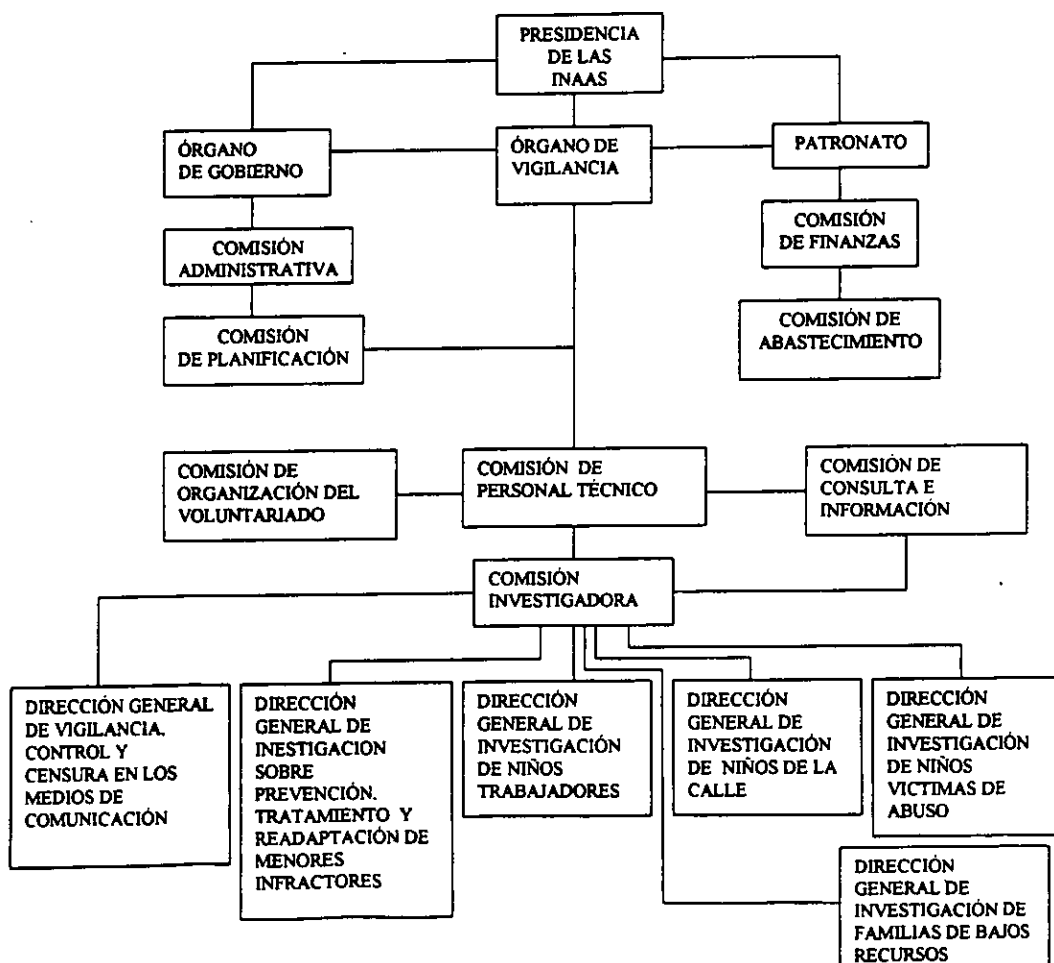 PRESIDENCIA
DE LAS
INAAS
ÓRGANO
DE GOBIERNO
ÓRGANO DE
VIGILANCIA
PATRONATO
COMISIÓN
ADMINISTRATIVA
COMISIÓN
DE FINANZAS
COMISIÓN
DE PLANIFICACIÓN
COMISIÓN DE
ABASTECIMIENTO
COMISIÓN DE
ORGANIZACIÓN DEL
VOLUNTARIADO
COMISIÓN DE
PERSONAL TÉCNICO
COMISIÓN DE
CONSULTA E
INFORMACIÓN
COMISIÓN
INVESTIGADORA
DIRECCIÓN GENERAL
DE VIGILANCIA.
CONTROL Y
CENSURA EN LOS
MEDIOS DE
COMUNICACIÓN
DIRECCIÓN
GENERAL DE
INESTIGACION
SOBRE
PREVENCIÓN.
TRATAMIENTO Y
READAPTACIÓN DE
MENORES
INFRACTORES
DIRECCIÓN
GENERAL DE
INVESTIGACIÓN
DE NIÑOS
TRABAJADORES
DIRECCIÓN
GENERAL DE
INVESTIGACIÓN
DE NIÑOS DE LA
CALLE
DIRECCIÓN
GENERAL DE
INVESTIGACIÓN
DE NIÑOS
VICTIMAS DE
ABUSO
DIRECCIÓN
GENERAL DE
INVESTIGACIÓN DE
FAMILIAS DE BAJOS
RECURSOS